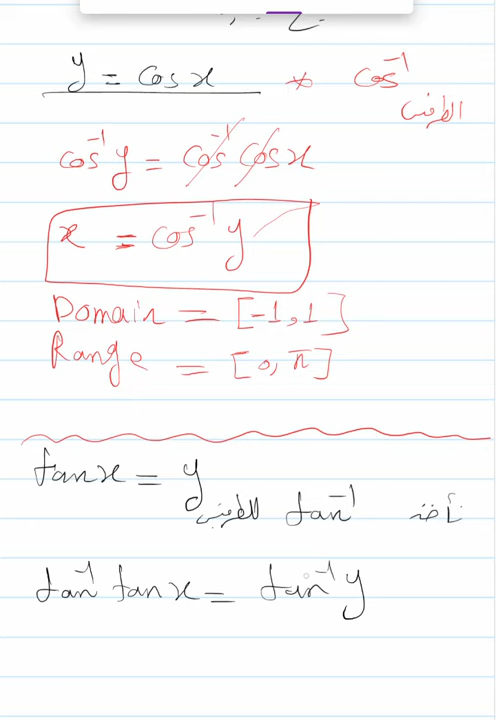 y = cos x * cos⁻¹
الطرفين
cos⁻¹ y = cos⁻¹ cos x
x = cos⁻¹ y
Domain = [-1, 1]
Range = [0, π]
tan x = y
نأخذ tan⁻¹ للطرفين
tan⁻¹ tan x = tan⁻¹ y